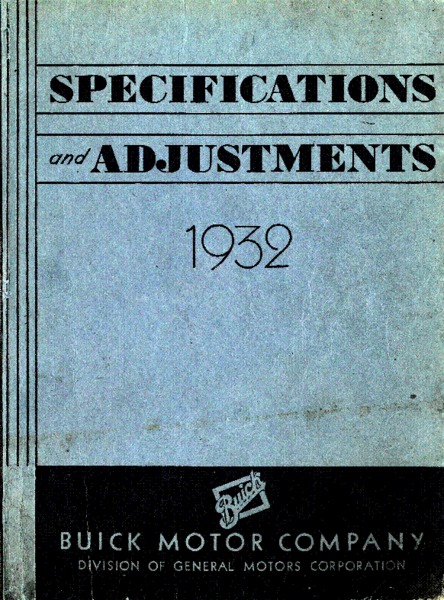 SPECIFICATIONS
and ADJUSTMENTS
1932
Buick
BUICK MOTOR COMPANY
DIVISION OF GENERAL MOTORS CORPORATION